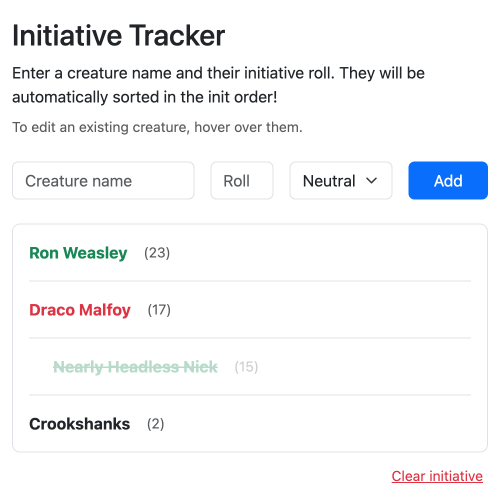 Initiative Tracker
Enter a creature name and their initiative roll. They will be
automatically sorted in the init order!
To edit an existing creature, hover over them.
Creature name Roll Neutral Add
Ron Weasley (23)
Draco Malfoy (17)
Nearly Headless Nick (15)
Crookshanks (2)
Clear initiative